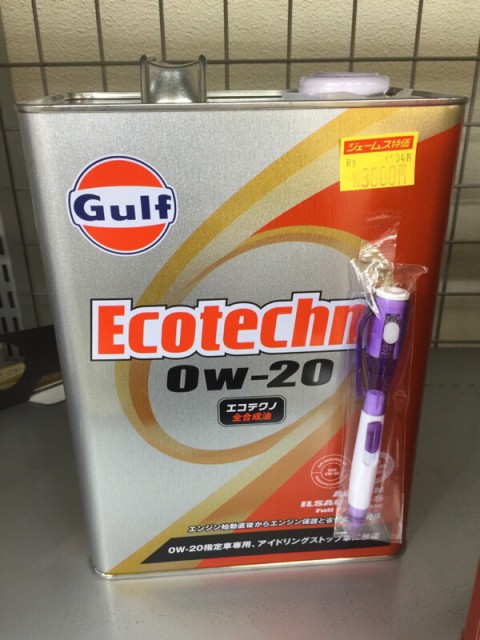 ジェームス特価
3000円
Gulf
Ecotechn
0w-20
エコテクノ
全合成油
ILSAC
Full
エンジン始動直後からエンジン保護と省
0W-20指定車専用、アイドリングストップ車に最適